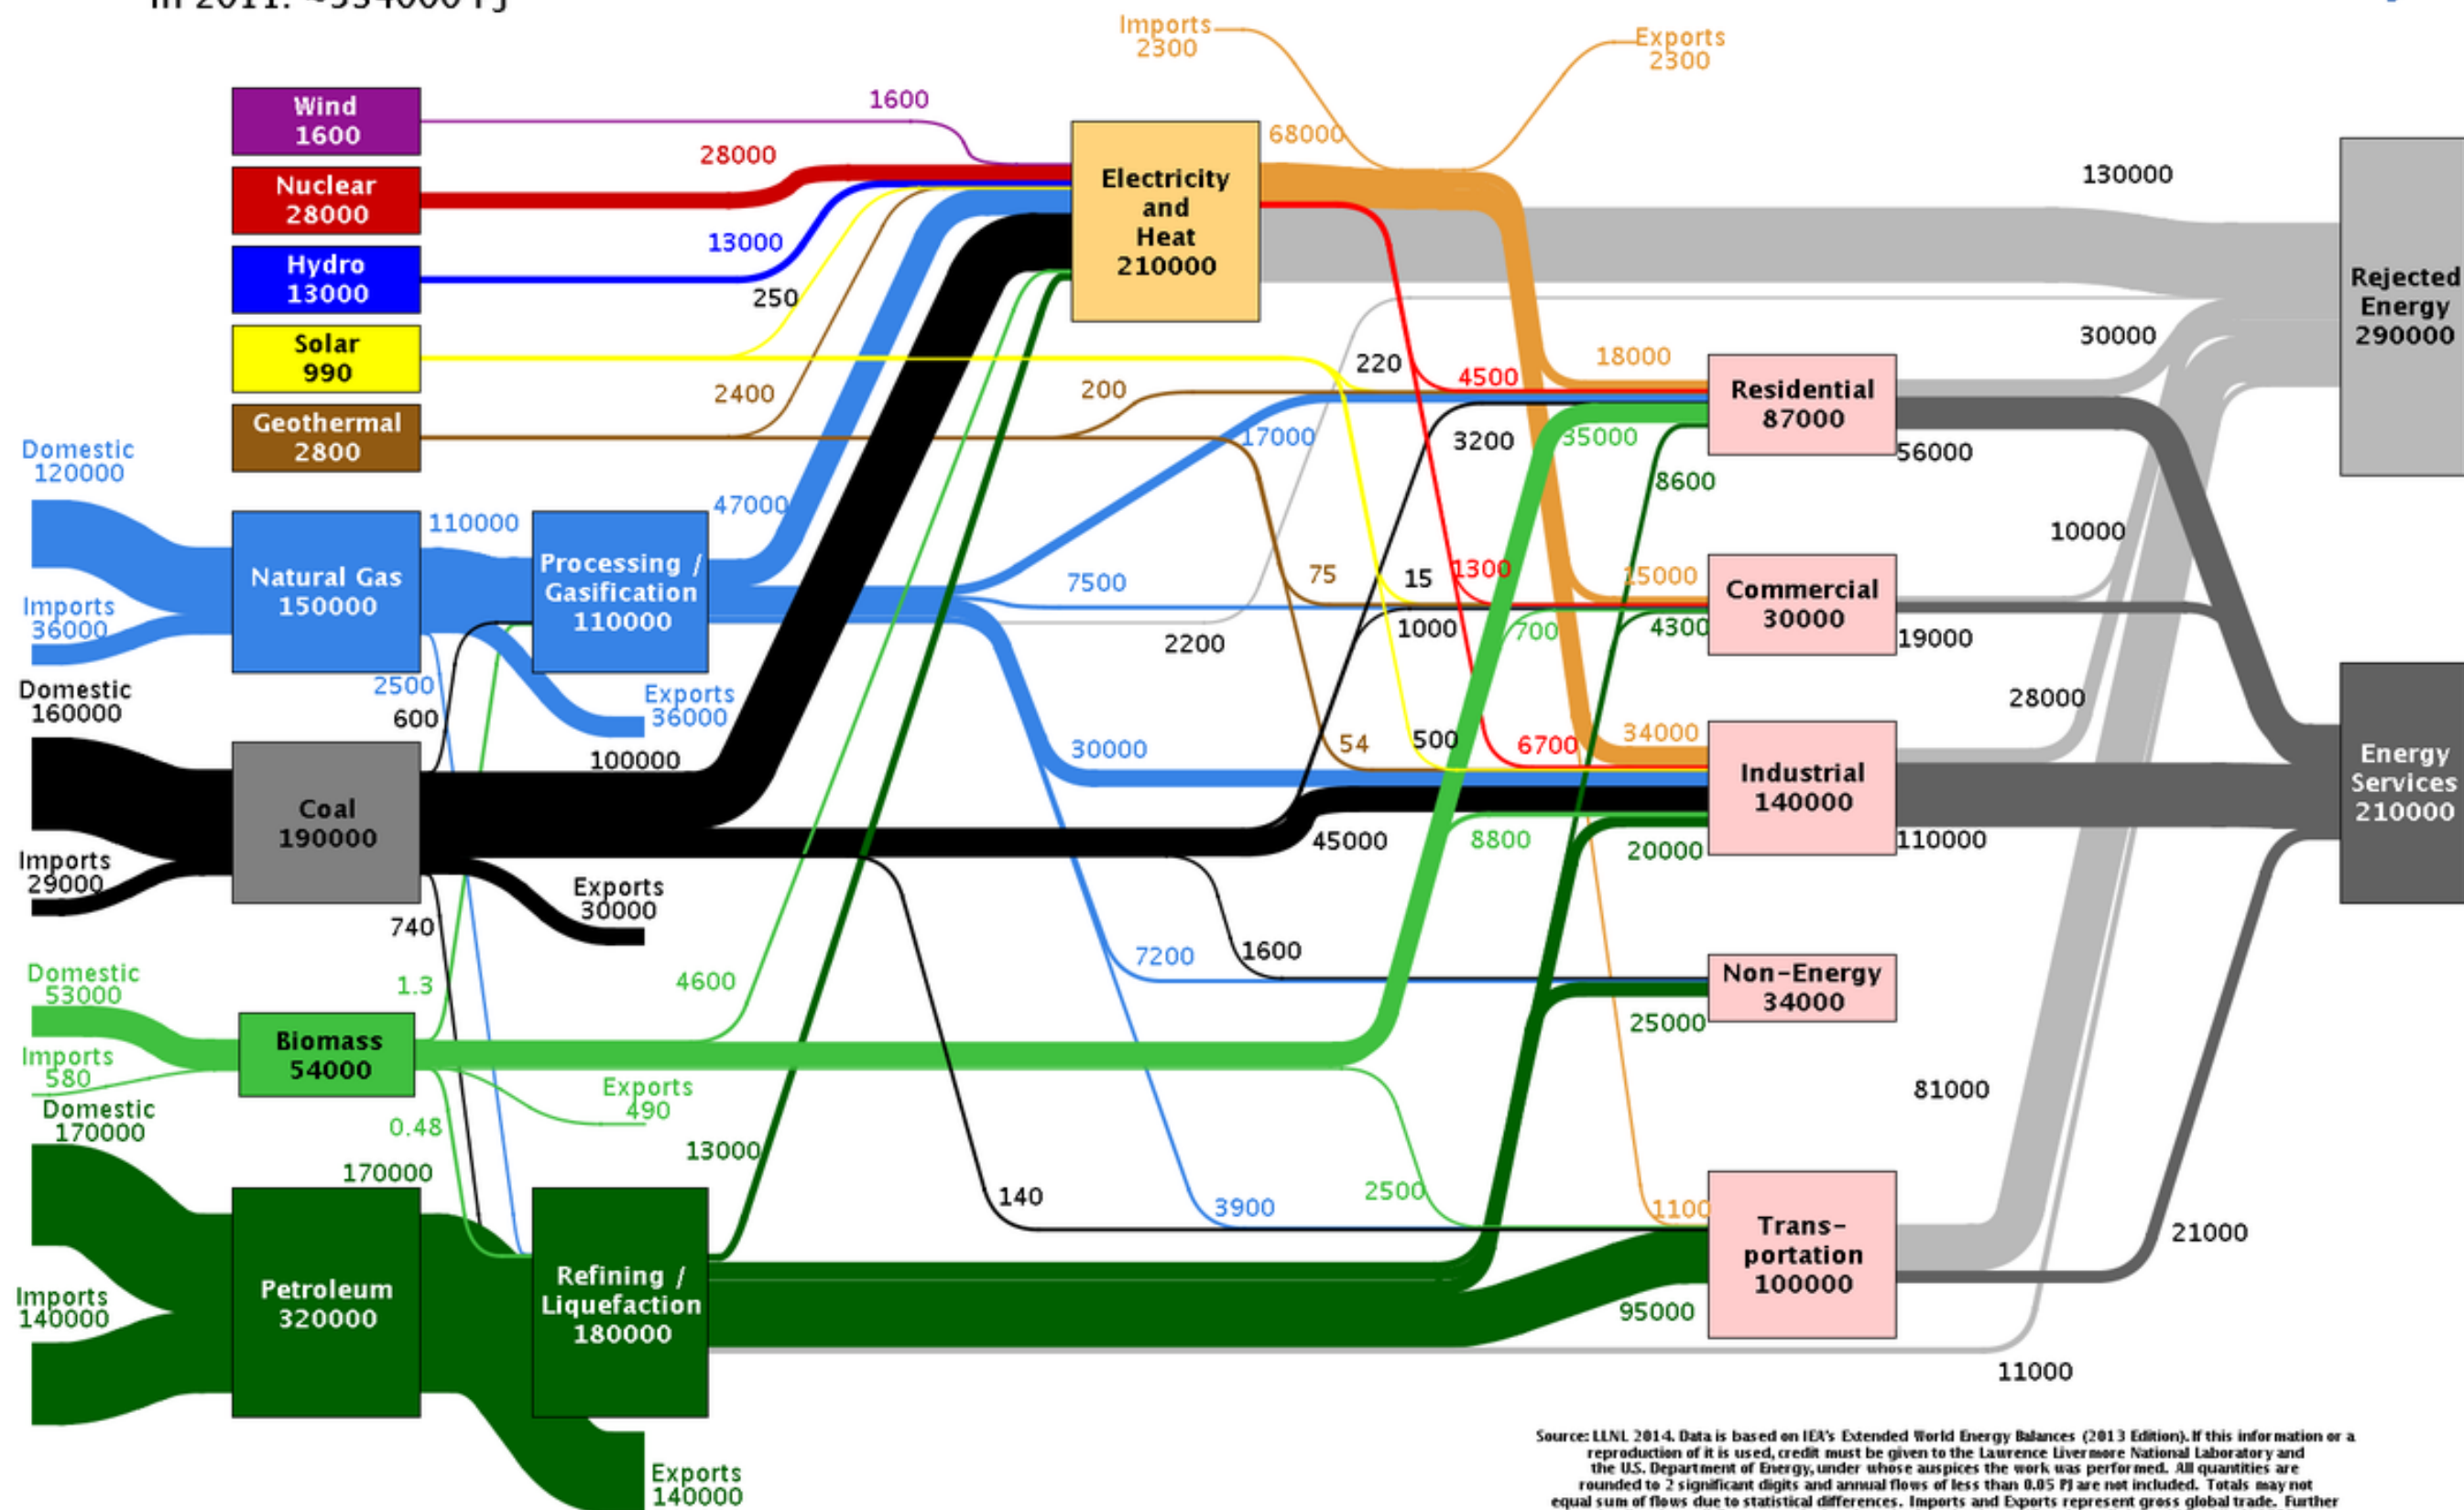 in 2011: ~534000 PJ
Imports
2300
Exports
2300
Wind
1600
1600
Nuclear
28000
28000
Hydro
13000
13000
Solar
990
250
Geothermal
2800
2400
200
Electricity
and
Heat
210000
68000
130000
Rejected
Energy
290000
30000
220
4500
18000
Residential
87000
56000
17000
3200
35000
8600
Domestic
120000
Imports
36000
Natural Gas
150000
110000
Processing /
Gasification
110000
47000
2500
600
Exports
36000
7500
2200
75
15
1300
15000
1000
700
4300
Commercial
30000
10000
19000
Domestic
160000
Imports
29000
Coal
190000
100000
740
Exports
30000
30000
54
500
6700
34000
Industrial
140000
28000
110000
45000
8800
20000
Energy
Services
210000
Domestic
53000
Imports
580
Biomass
54000
1.3
4600
0.48
Exports
490
7200
1600
Non-Energy
34000
25000
Domestic
170000
Imports
140000
Petroleum
320000
170000
Refining /
Liquefaction
180000
13000
Exports
140000
140
3900
2500
1100
Trans-
portation
100000
95000
81000
21000
11000
Source: LLNL 2014. Data is based on IEA's Extended World Energy Balances (2013 Edition). If this information or a
reproduction of it is used, credit must be given to the Lawrence Livermore National Laboratory and
the U.S. Department of Energy, under whose auspices the work was performed. All quantities are
rounded to 2 significant digits and annual flows of less than 0.05 PJ are not included. Totals may not
equal sum of flows due to statistical differences. Imports and Exports represent gross global trade. Further